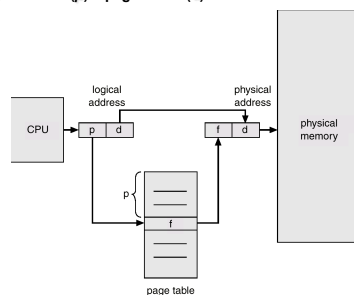 logical
address
physical
address
CPU
p
d
f
d
physical
memory
p
f
page table